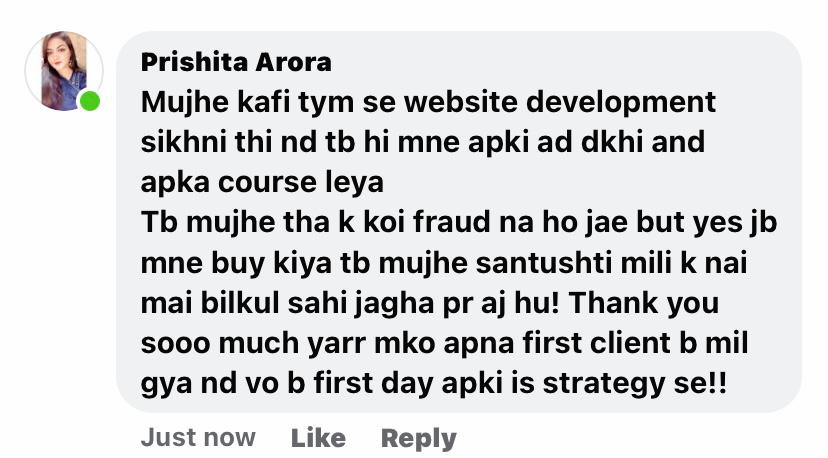 Prishita Arora
Mujhe kafi tym se website development
sikhni thi nd tb hi mne apki ad dkhi and
apka course leya
Tb mujhe tha k koi fraud na ho jae but yes jb
mne buy kiya tb mujhe santushti mili k nai
mai bilkul sahi jagha pr aj hu! Thank you
sooo much yarr mko apna first client b mil
gya nd vo b first day apki is strategy se!!
Just now Like Reply